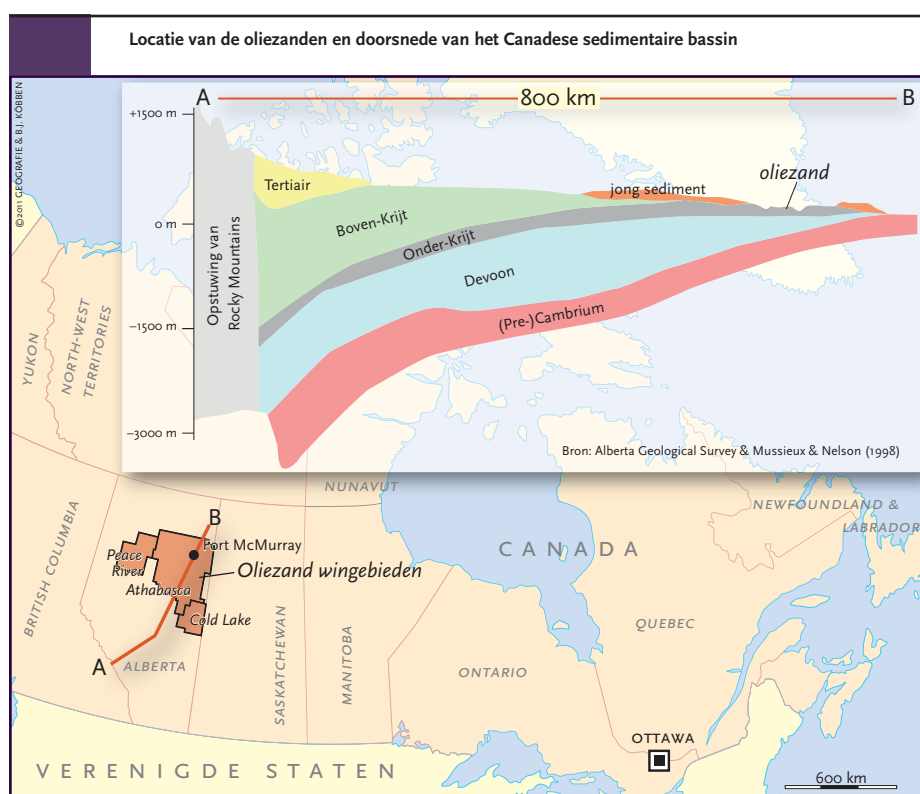 Locatie van de oliezanden en doorsnede van het Canadese sedimentaire bassin
©2011 GEOGRAFIE & B.J. KÖBBEN
A
800 km
B
+1500 m
0 m
–1500 m
–3000 m
Opstuwing van
Rocky Mountains
Tertiair
Boven-Krijt
Onder-Krijt
Devoon
(Pre-)Cambrium
jong sediment
oliezand
Bron: Alberta Geological Survey & Mussieux & Nelson (1998)
YUKON
NORTH-WEST
TERRITORIES
NUNAVUT
BRITISH COLUMBIA
B
Port McMurray
Peace
River
Oliezand wingebieden
Athabasca
Cold Lake
A
ALBERTA
SASKATCHEWAN
MANITOBA
CANADA
NEWFOUNDLAND &
LABRADOR
QUEBEC
ONTARIO
OTTAWA
VERENIGDE STATEN
600 km